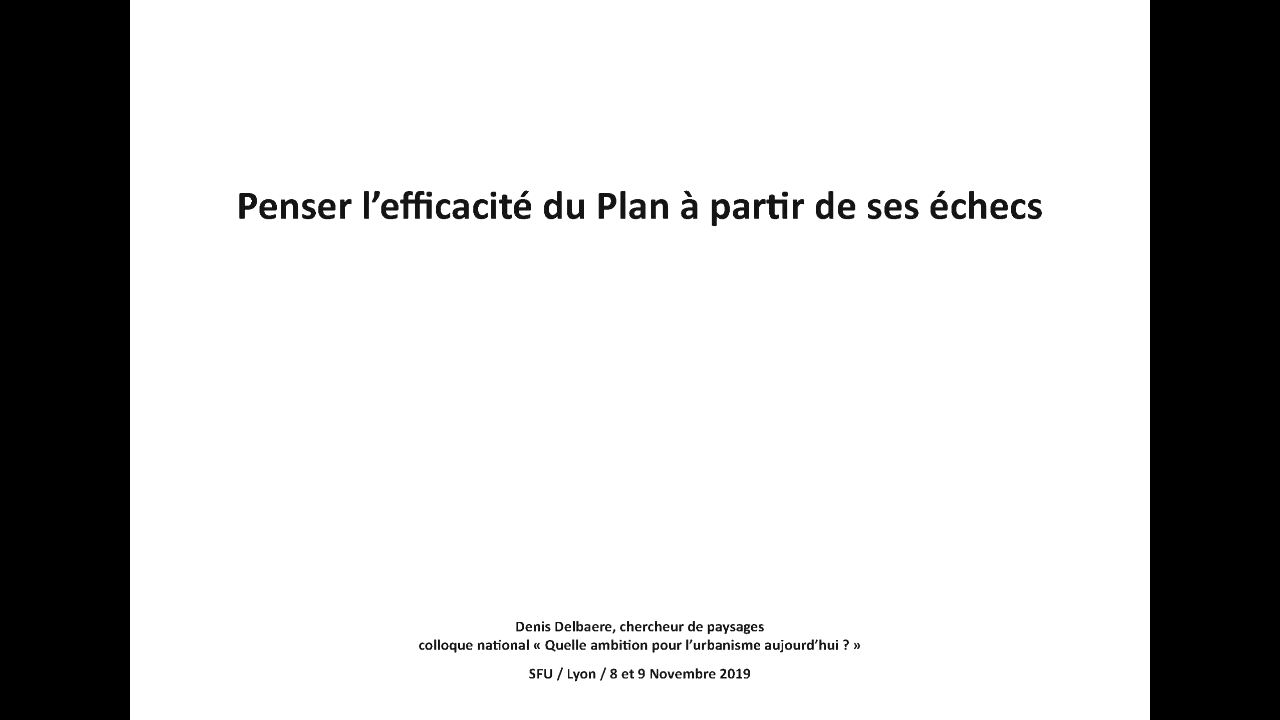 Penser l’efficacité du Plan à partir de ses échecs
Denis Delbaere, chercheur de paysages
colloque national « Quelle ambition pour l’urbanisme aujourd’hui ? »
SFU / Lyon / 8 et 9 Novembre 2019